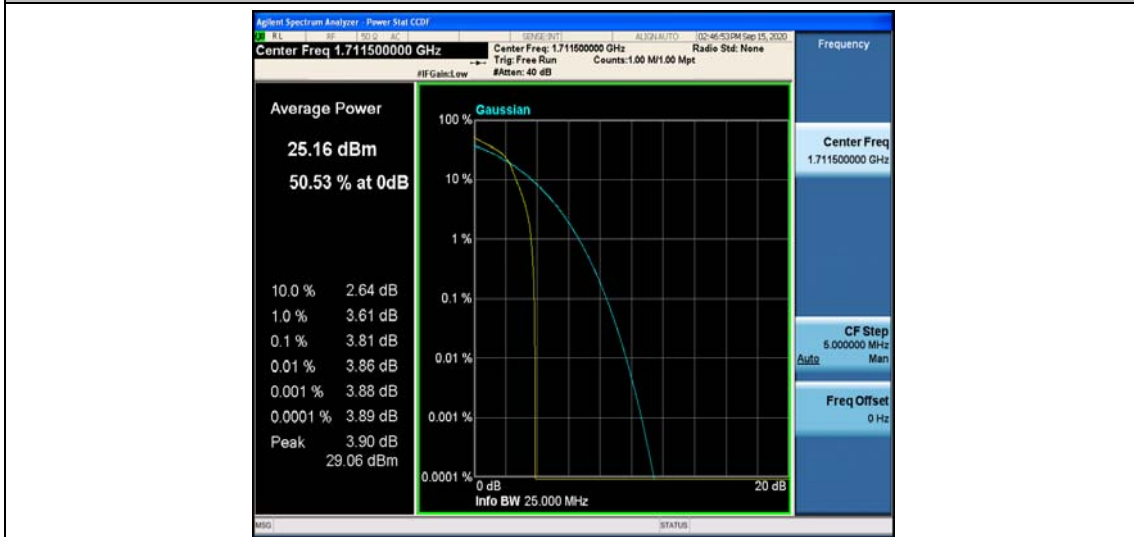 Agilent Spectrum Analyzer - Power Stat CCDF
RL RF 50 Ω AC SENSE:INT ALIGN AUTO 02:46:53 PM Sep 15, 2020
Center Freq 1.711500000 GHz
Center Freq: 1.711500000 GHz Radio Std: None
Trig: Free Run Counts:1.00 M/1.00 Mpt
#IFGain:Low #Atten: 40 dB
Frequency
Average Power
25.16 dBm
50.53 % at 0dB
10.0 % 2.64 dB
1.0 % 3.61 dB
0.1 % 3.81 dB
0.01 % 3.86 dB
0.001 % 3.88 dB
0.0001 % 3.89 dB
Peak 3.90 dB
29.06 dBm
Gaussian
100 %
10 %
1 %
0.1 %
0.01 %
0.001 %
0.0001 %
0 dB 20 dB
Info BW 25.000 MHz
Center Freq
1.711500000 GHz
CF Step
5.000000 MHz
Auto Man
Freq Offset
0 Hz
MSG STATUS